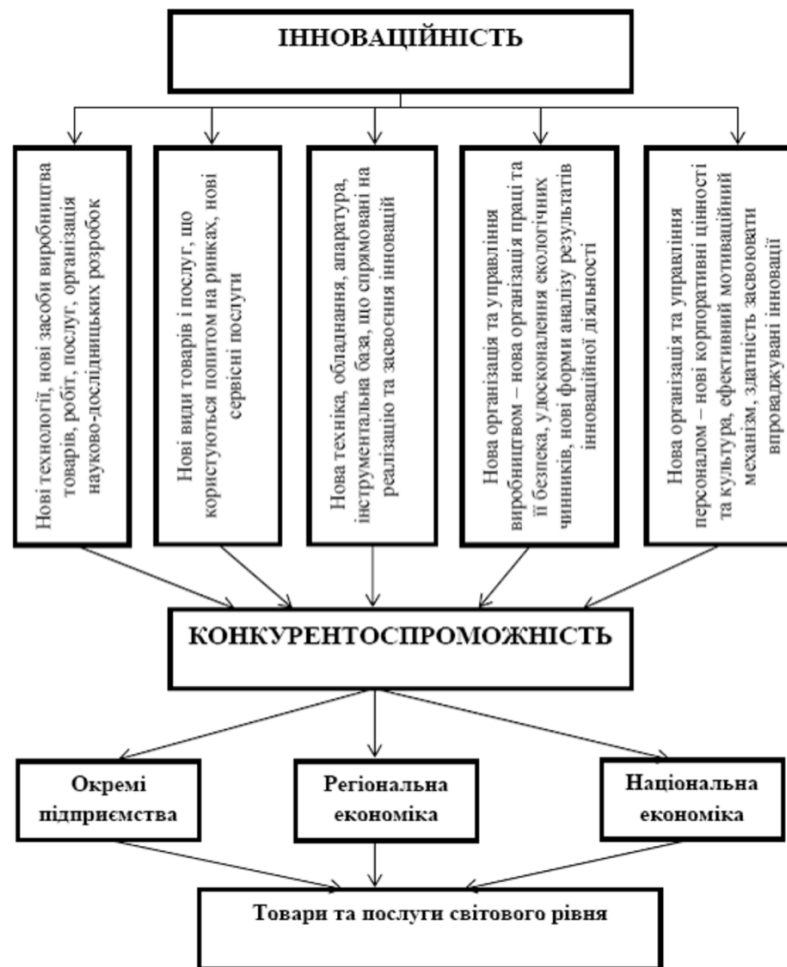 ІННОВАЦІЙНІСТЬ
Нові технології, нові засоби виробництва
товарів, робіт, послуг, організація
науково-дослідницьких розробок
Нові види товарів і послуг, що
користуються попитом на ринках, нові
сервісні послуги
Нова техніка, обладнання, апаратура,
інструментальна база, що спрямовані на
реалізацію та засвоєння інновацій
Нова організація та управління
виробництвом – нова організація праці та
її безпека, удосконалення екологічних
чинників, нові форми аналізу результатів
інноваційної діяльності
Нова організація та управління
персоналом – нові корпоративні цінності
та культура, ефективний мотиваційний
механізм, здатність засвоювати
впроваджувані інновації
КОНКУРЕНТОСПРОМОЖНІСТЬ
Окремі
підприємства
Регіональна
економіка
Національна
економіка
Товари та послуги світового рівня